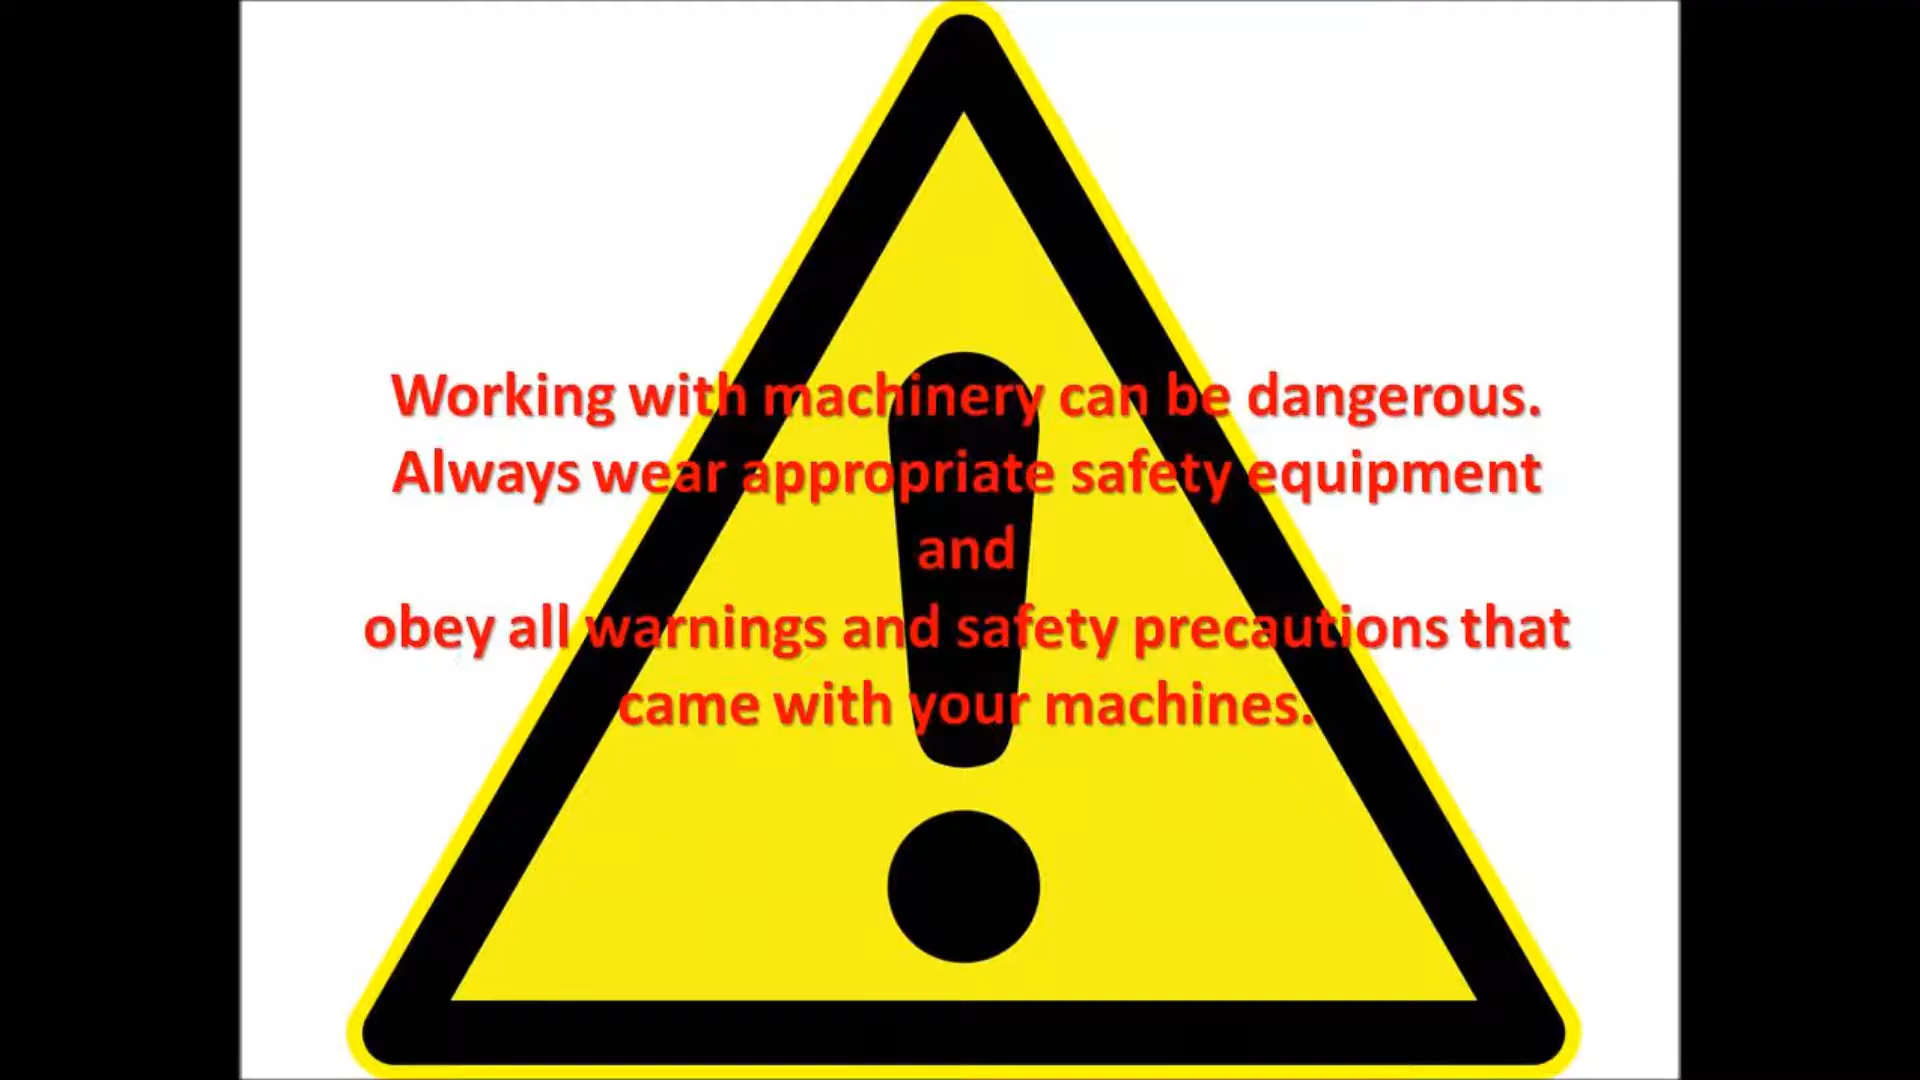 Working with machinery can be dangerous.
Always wear appropriate safety equipment
and
obey all warnings and safety precautions that
came with your machines.